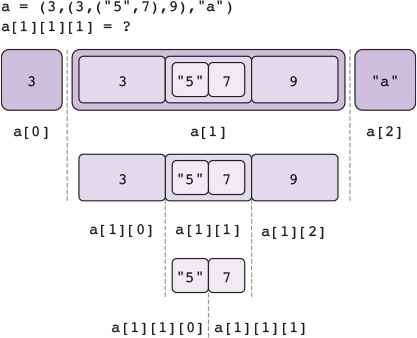 a = (3,(3,("5",7),9),"a")
a[1][1][1] = ?
3 3 "5" 7 9 "a"
a[0] a[1] a[2]
3 "5" 7 9
a[1][0] a[1][1] a[1][2]
"5" 7
a[1][1][0] a[1][1][1]